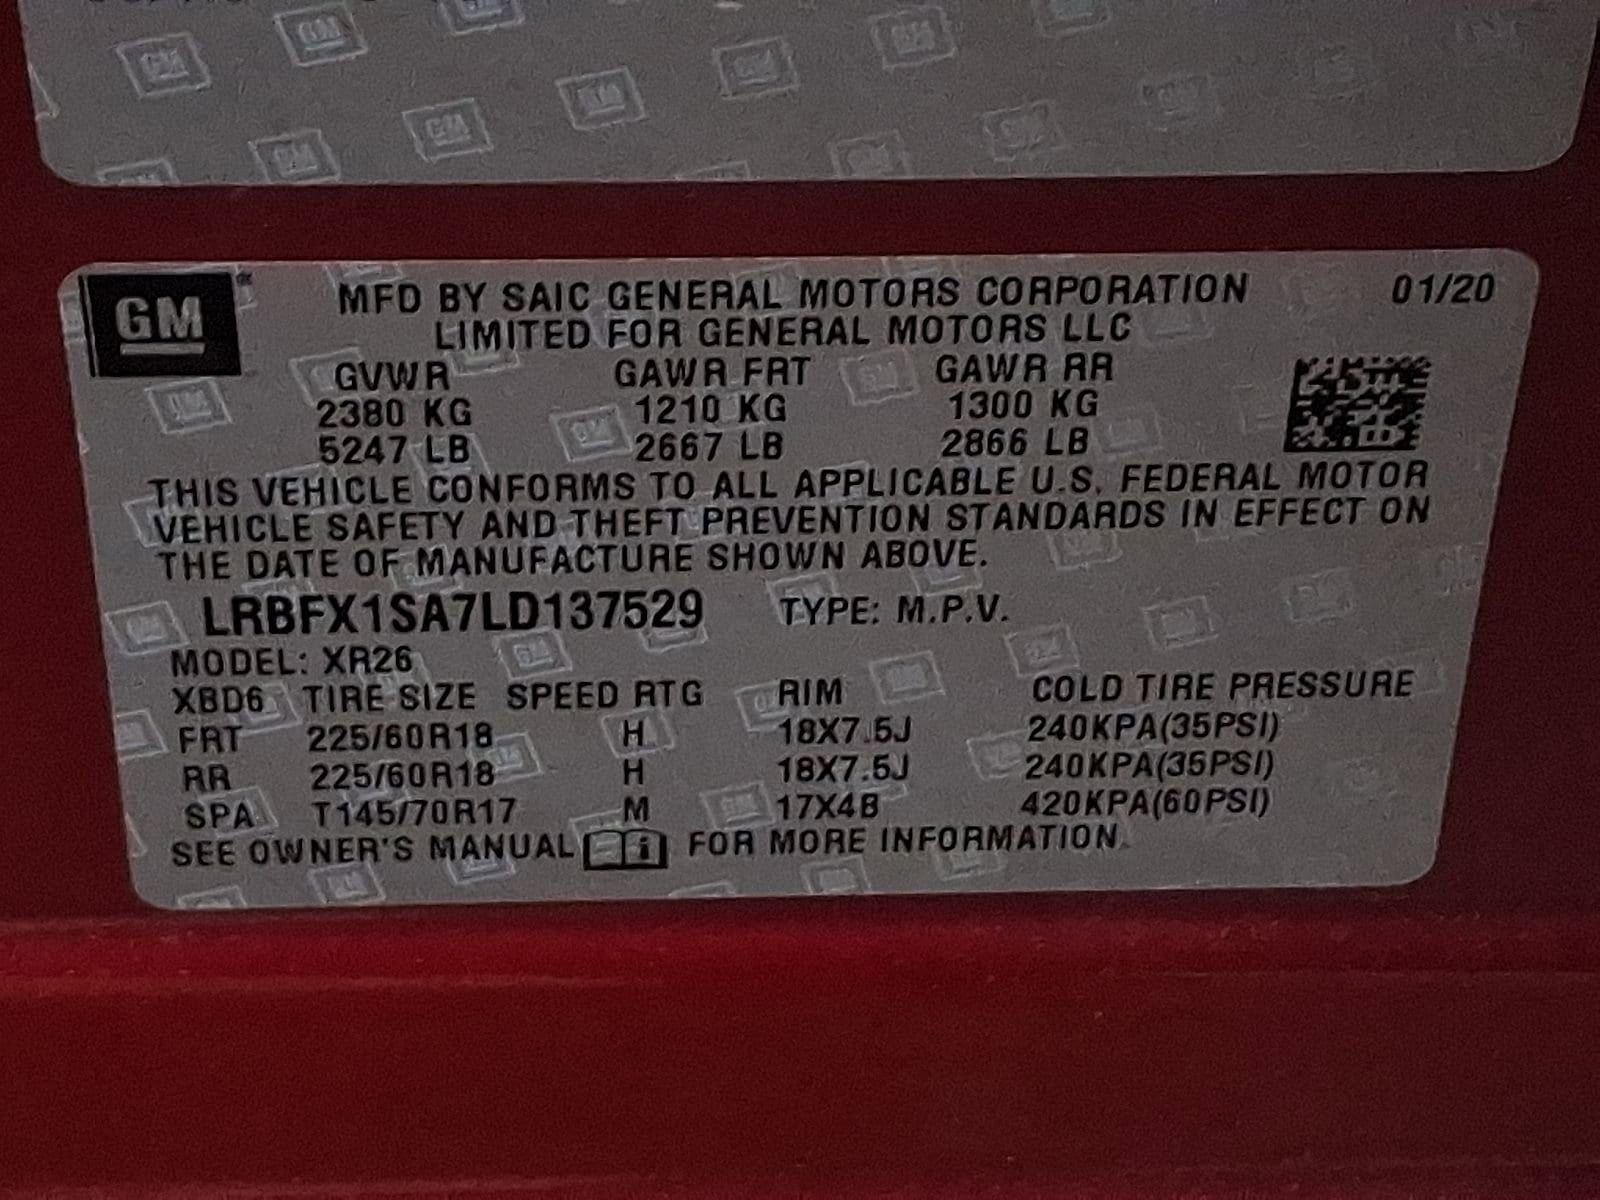 GM
MFD BY SAIC GENERAL MOTORS CORPORATION 01/20
LIMITED FOR GENERAL MOTORS LLC
GVWR GAWR FRT GAWR RR
2380 KG 1210 KG 1300 KG
5247 LB 2667 LB 2866 LB
THIS VEHICLE CONFORMS TO ALL APPLICABLE U.S. FEDERAL MOTOR
VEHICLE SAFETY AND THEFT PREVENTION STANDARDS IN EFFECT ON
THE DATE OF MANUFACTURE SHOWN ABOVE.
LRBFX1SA7LD137529 TYPE: M.P.V.
MODEL: XR26
XBD6 TIRE SIZE SPEED RTG RIM COLD TIRE PRESSURE
FRT 225/60R18 H 18X7.5J 240KPA(35PSI)
RR 225/60R18 H 18X7.5J 240KPA(35PSI)
SPA T145/70R17 M 17X4B 420KPA(60PSI)
SEE OWNER'S MANUAL i FOR MORE INFORMATION.